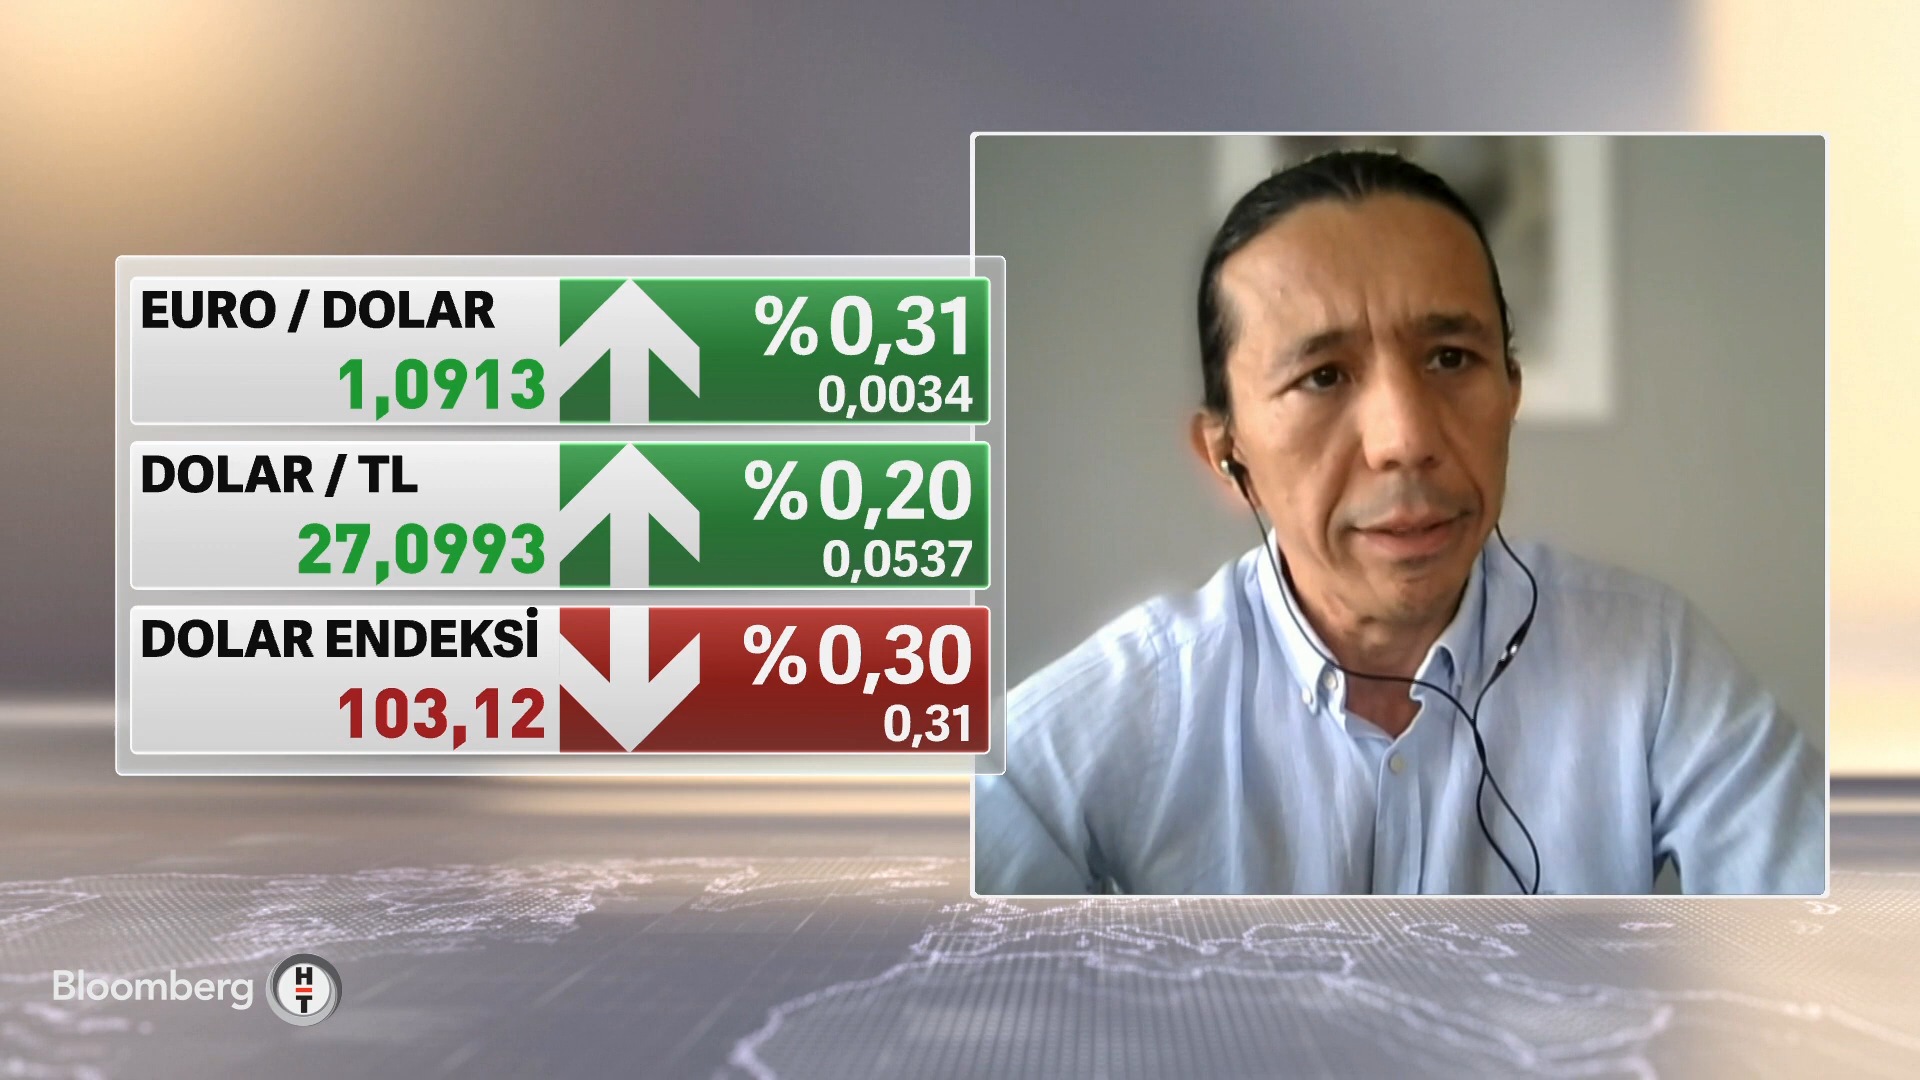 EURO / DOLAR
1,0913
%0,31
0,0034
DOLAR / TL
27,0993
%0,20
0,0537
DOLAR ENDEKSİ
103,12
%0,30
0,31
Bloomberg HT